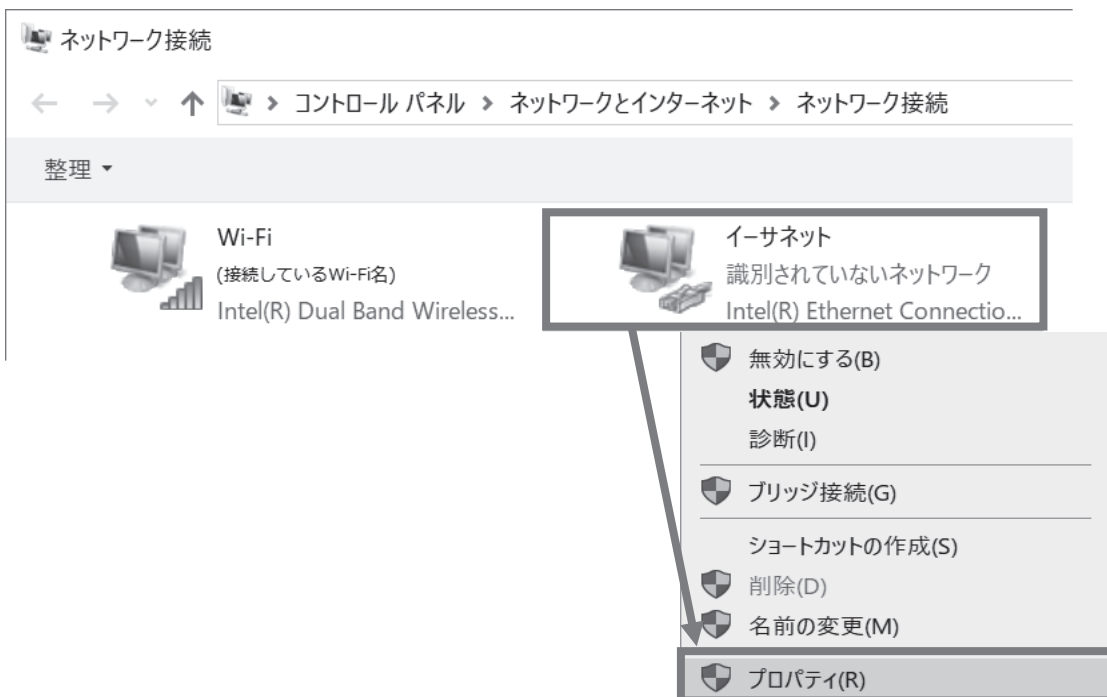 ネットワーク接続
コントロール パネル > ネットワークとインターネット > ネットワーク接続
整理
Wi-Fi
(接続しているWi-Fi名)
Intel(R) Dual Band Wireless...
イーサネット
識別されていないネットワーク
Intel(R) Ethernet Connectio...
無効にする(B)
状態(U)
診断(I)
ブリッジ接続(G)
ショートカットの作成(S)
削除(D)
名前の変更(M)
プロパティ(R)